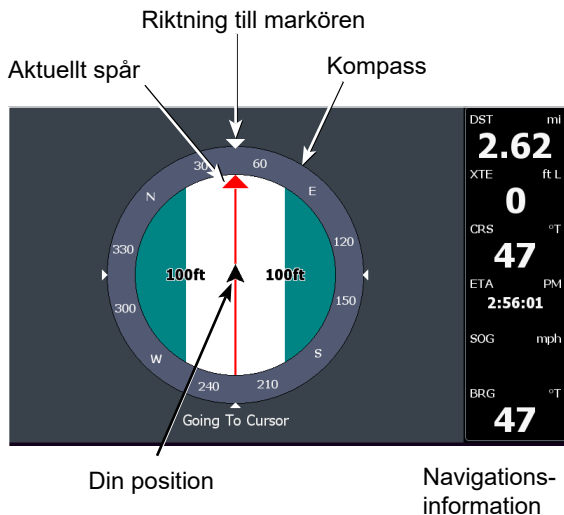 Riktning till markören
Aktuellt spår
Kompass
30
60
N
E
330
120
100ft
100ft
300
150
W
S
240
210
Going To Cursor
DST mi
2.62
XTE ft L
0
CRS °T
47
ETA PM
2:56:01
SOG mph
BRG °T
47
Din position
Navigations-
information